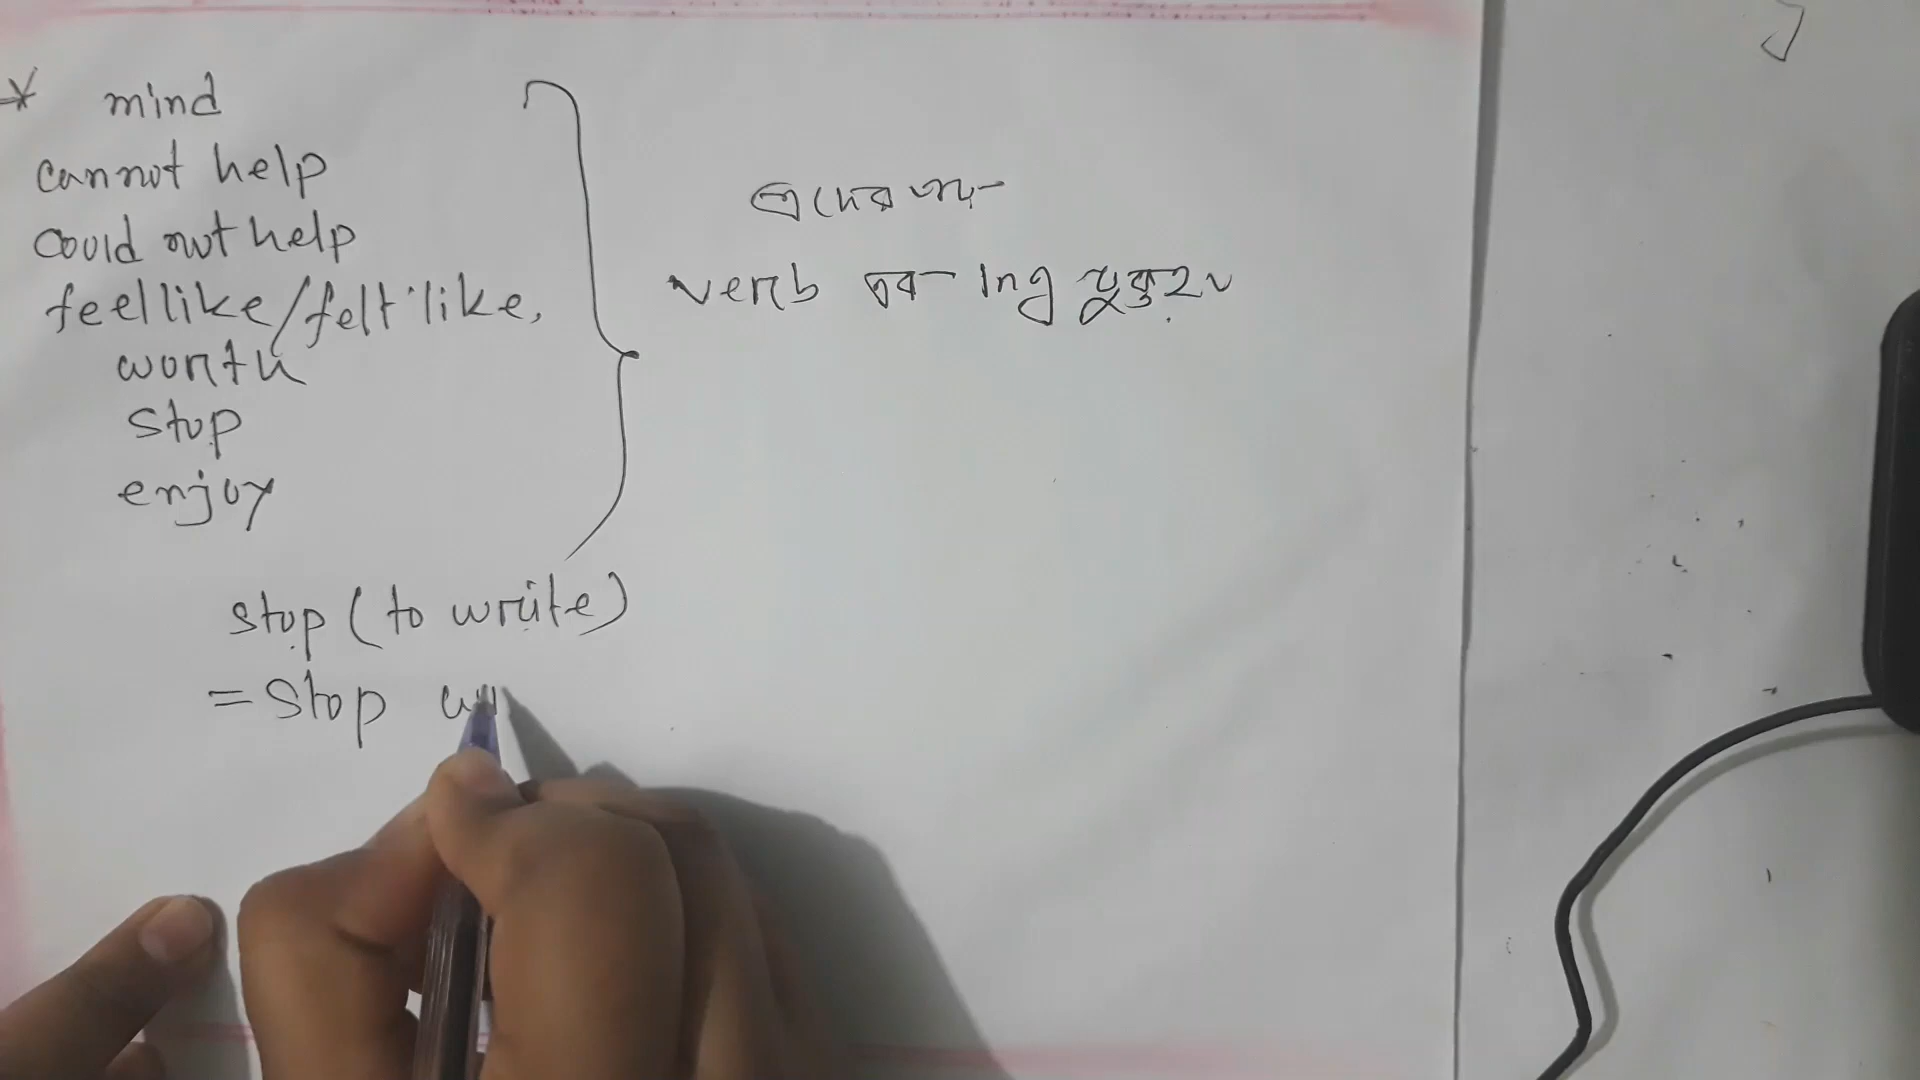 mind
cannot help
could not help
feel like/felt like,
worth
stop
enjoy
এদের পর
verb এর ing যুক্ত হয়
stop (to write)
= Stop